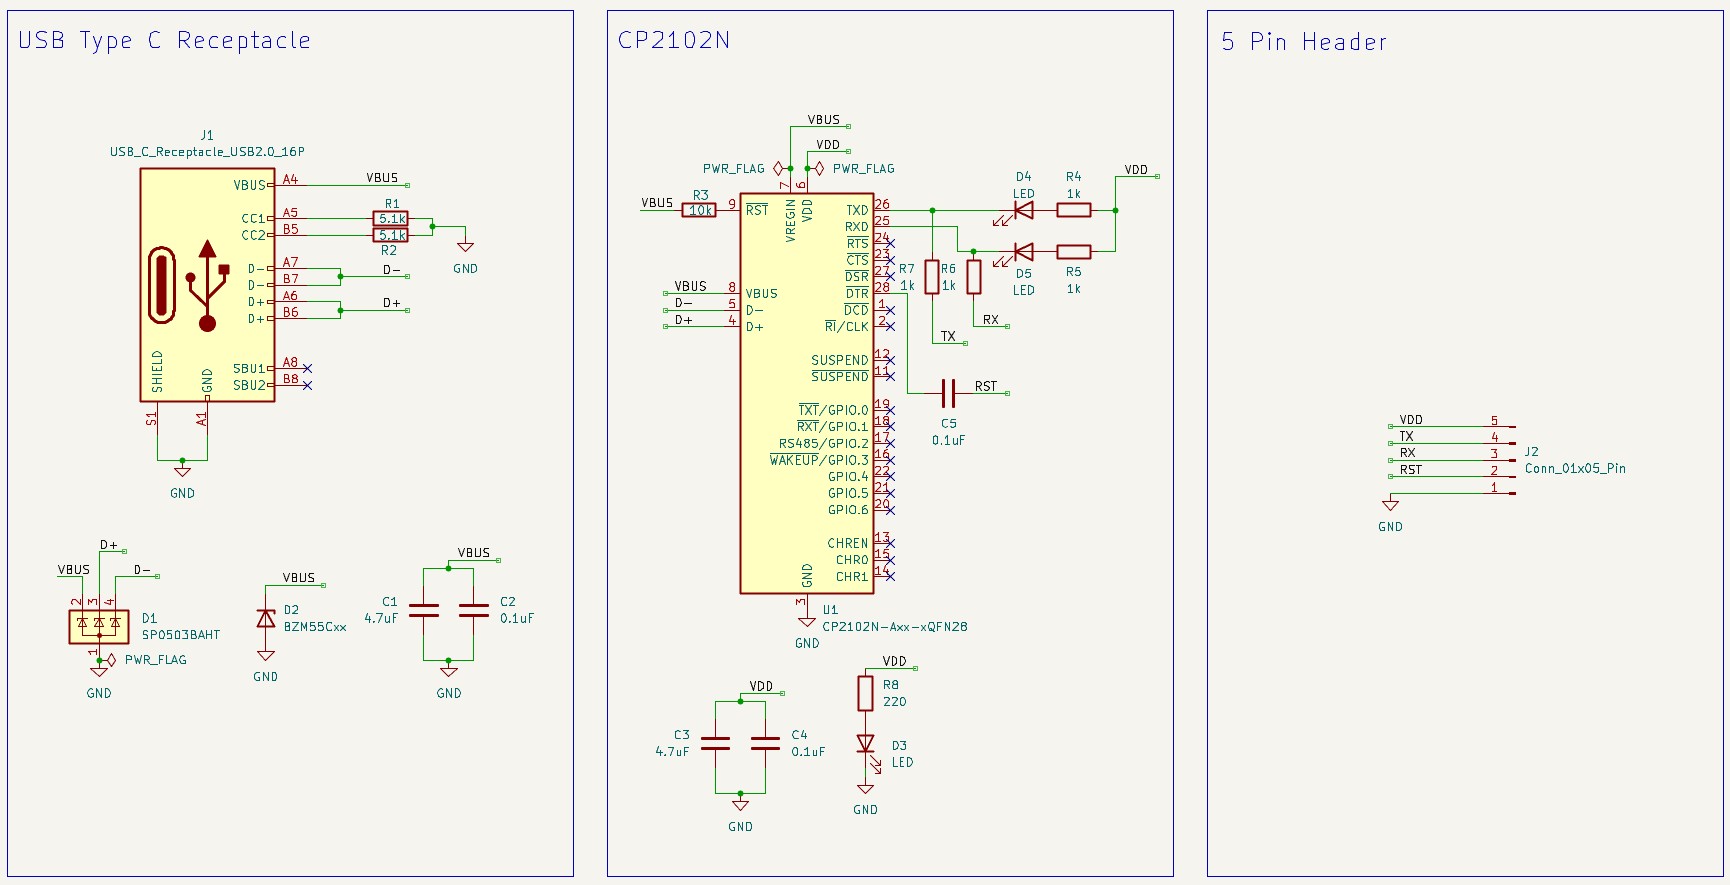 USB Type C Receptacle
J1
USB_C_Receptacle_USB2.0_16P
VBUS
A4
VBUS
CC1
A5
R1
5.1k
CC2
B5
5.1k
R2
GND
D-
A7
D-
B7
D-
D+
A6
D+
B6
D+
SBU1
A8
SBU2
B8
SHIELD
GND
S1
A1
GND
D+
VBUS
D-
2
3
4
D1
SP0503BAHT
1
PWR_FLAG
GND
VBUS
D2
BZM55Cxx
GND
VBUS
C1
4.7uF
C2
0.1uF
GND
CP2102N
VBUS
VDD
PWR_FLAG
PWR_FLAG
7
6
VREGIN
VDD
VBUS
R3
10k
9
RST
VBUS
8
VBUS
D-
5
D-
D+
4
D+
TXD
26
RXD
25
RTS
24
CTS
23
DSR
27
DTR
28
DCD
1
RI/CLK
2
SUSPEND
12
SUSPEND
11
TXT/GPIO.0
19
RXT/GPIO.1
18
RS485/GPIO.2
17
WAKEUP/GPIO.3
16
GPIO.4
22
GPIO.5
21
GPIO.6
20
CHREN
13
CHR0
15
CHR1
14
GND
3
U1
CP2102N-Axx-xQFN28
GND
D4
LED
R4
1k
VDD
D5
LED
R5
1k
R7
1k
R6
1k
RX
TX
RST
C5
0.1uF
VDD
C3
4.7uF
C4
0.1uF
GND
VDD
R8
220
D3
LED
GND
5 Pin Header
VDD
5
TX
4
RX
3
RST
2
1
J2
Conn_01x05_Pin
GND